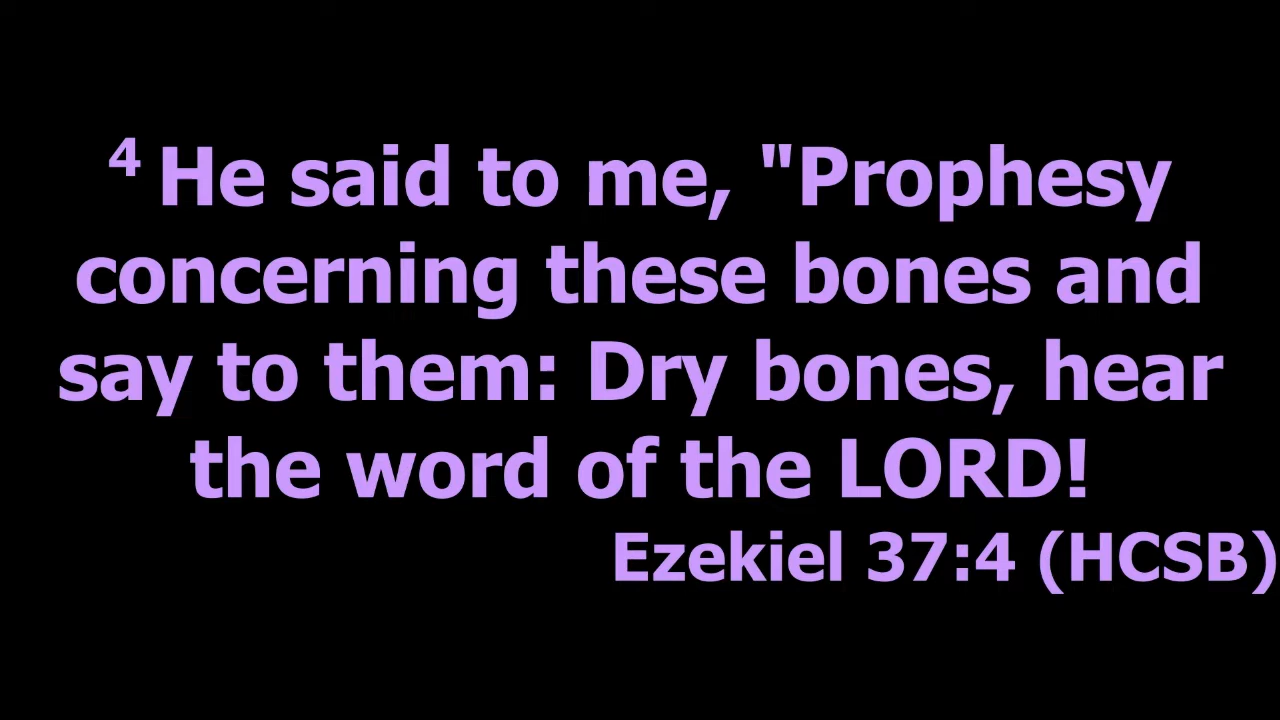 4 He said to me, "Prophesy
concerning these bones and
say to them: Dry bones, hear
the word of the LORD!
Ezekiel 37:4 (HCSB)